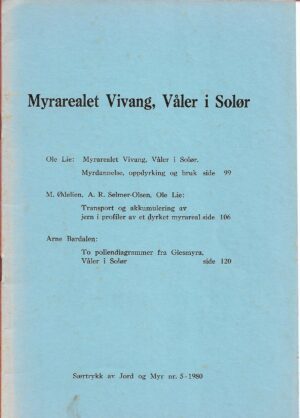 Myrarealet Vivang, Våler i Solør
Ole Lie: Myrarealet Vivang, Våler i Solør.
Myrdannelse, oppdyrking og bruk side 99
M. Ødelien, A. R. Selmer-Olsen, Ole Lie:
Transport og akkumulering av
jern i profiler av et dyrket myrareal side 106
Arne Bardalen:
To pollendiagrammer fra Giesmyra,
Våler i Solør side 120
Særtrykk av Jord og Myr nr. 5-1980